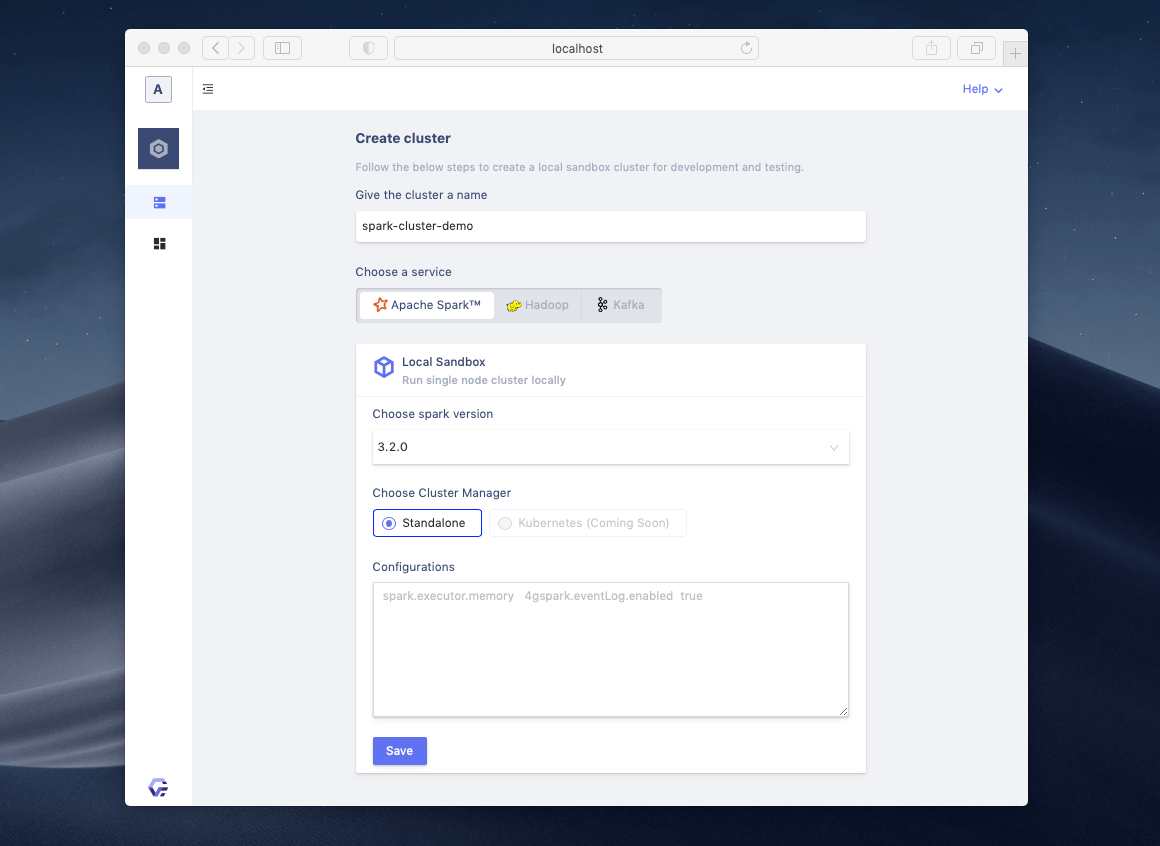 localhost
A
Help
Create cluster
Follow the below steps to create a local sandbox cluster for development and testing.
Give the cluster a name
spark-cluster-demo
Choose a service
Apache Spark™ Hadoop Kafka
Local Sandbox
Run single node cluster locally
Choose spark version
3.2.0
Choose Cluster Manager
Standalone Kubernetes (Coming Soon)
Configurations
spark.executor.memory 4gspark.eventLog.enabled true
Save